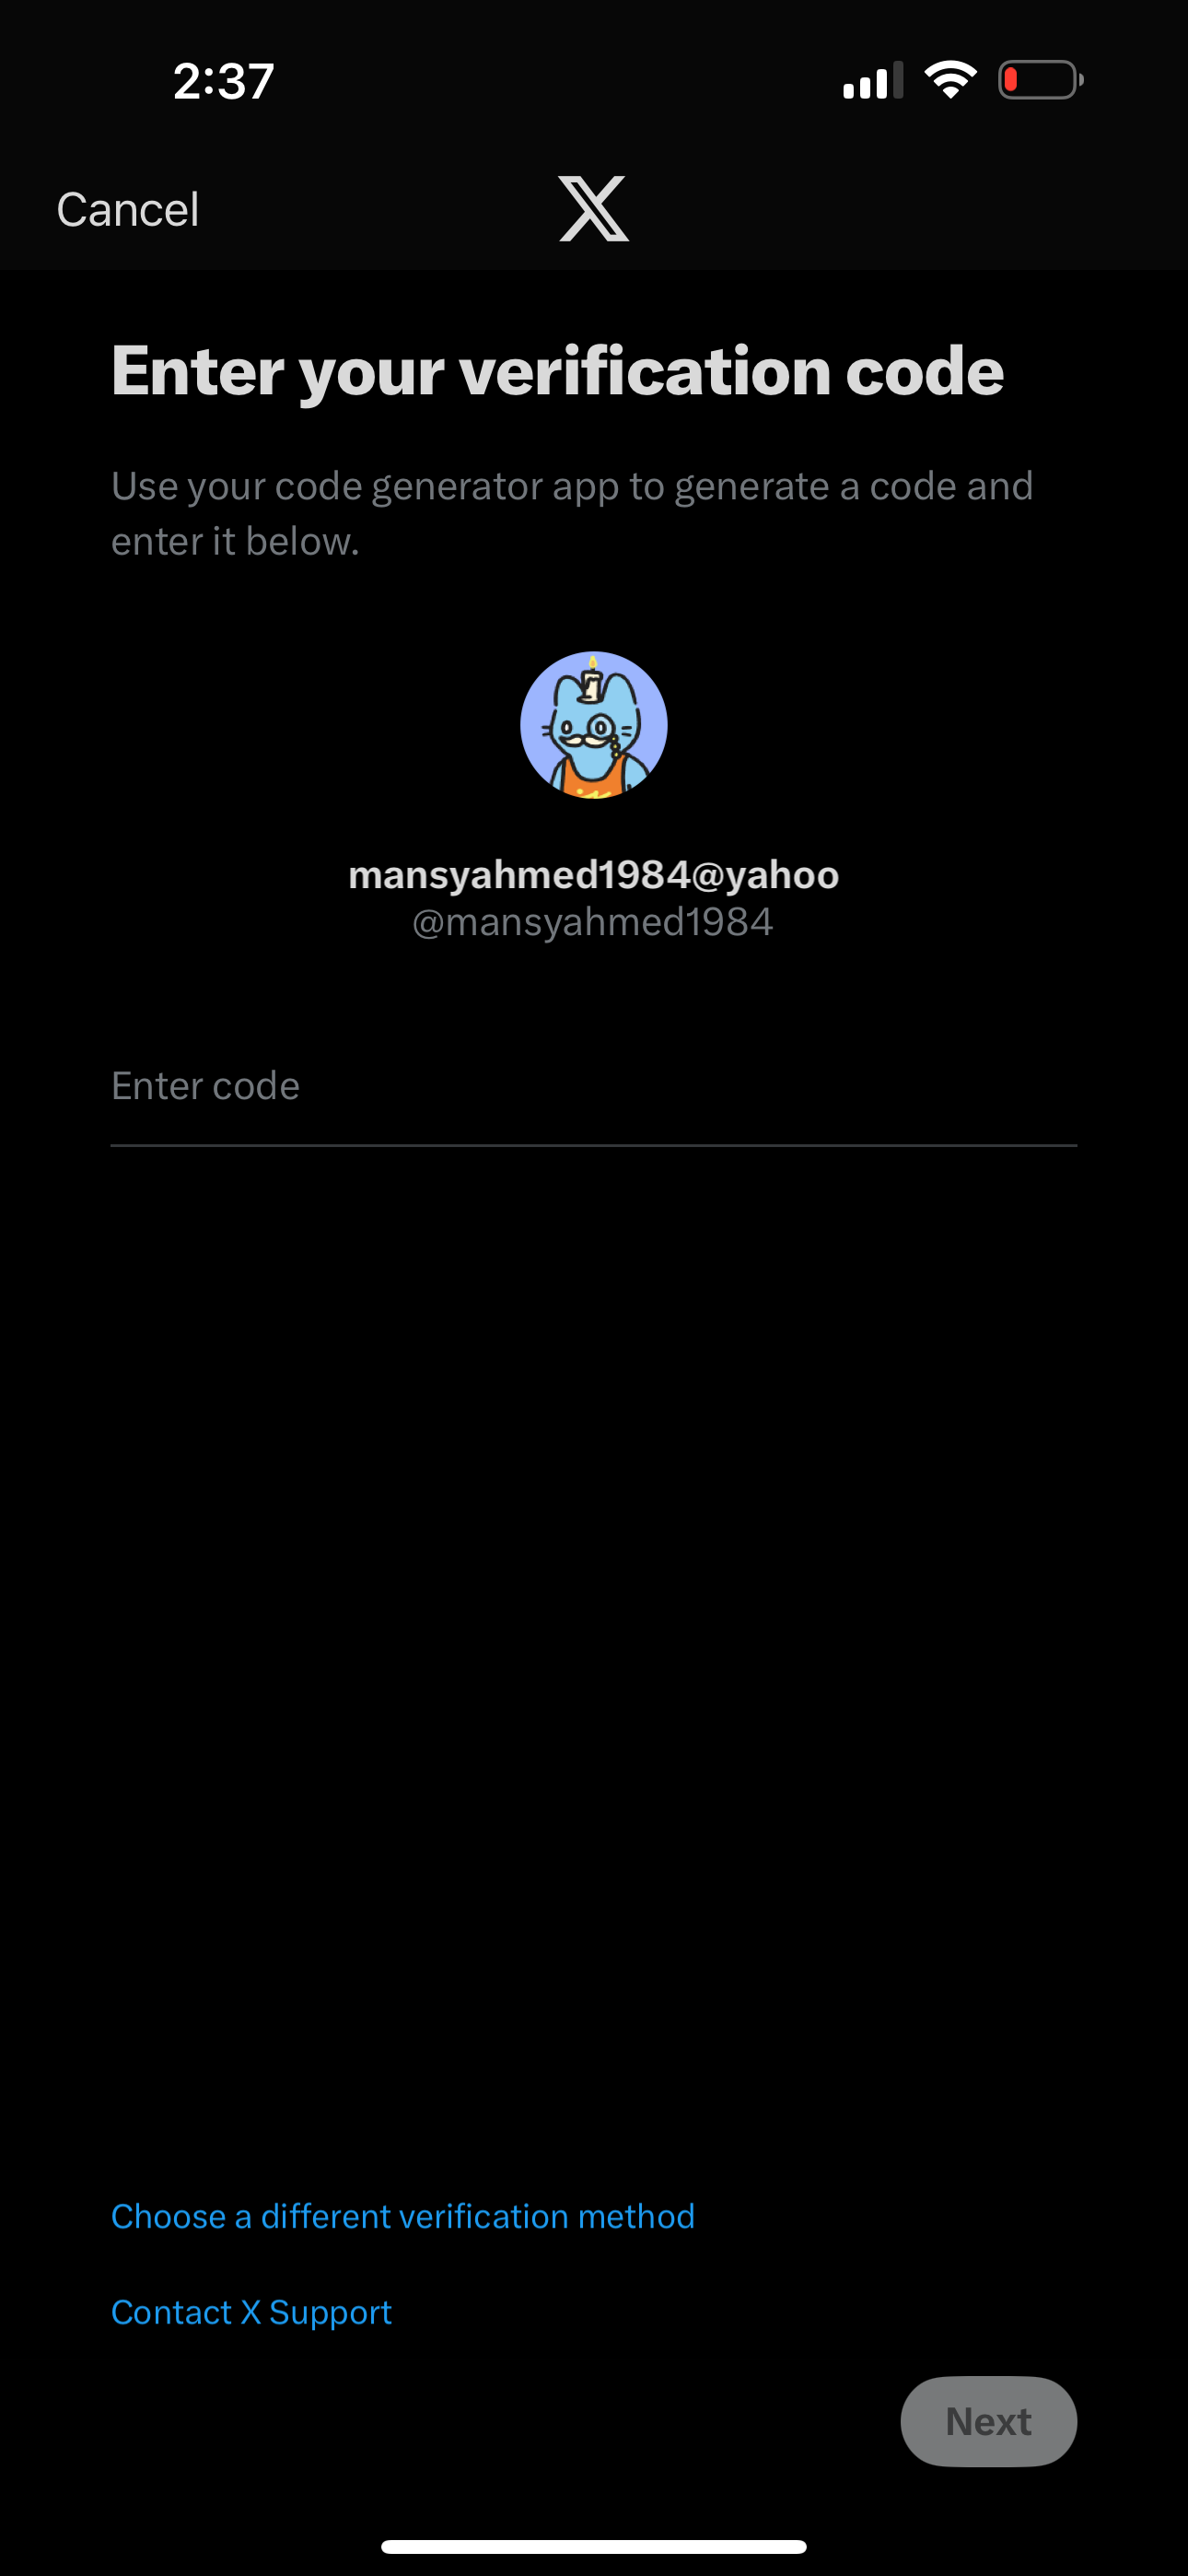 2:37
Cancel
Enter your verification code
Use your code generator app to generate a code and
enter it below.
mansyahmed1984@yahoo
@mansyahmed1984
Enter code
Choose a different verification method
Contact X Support
Next